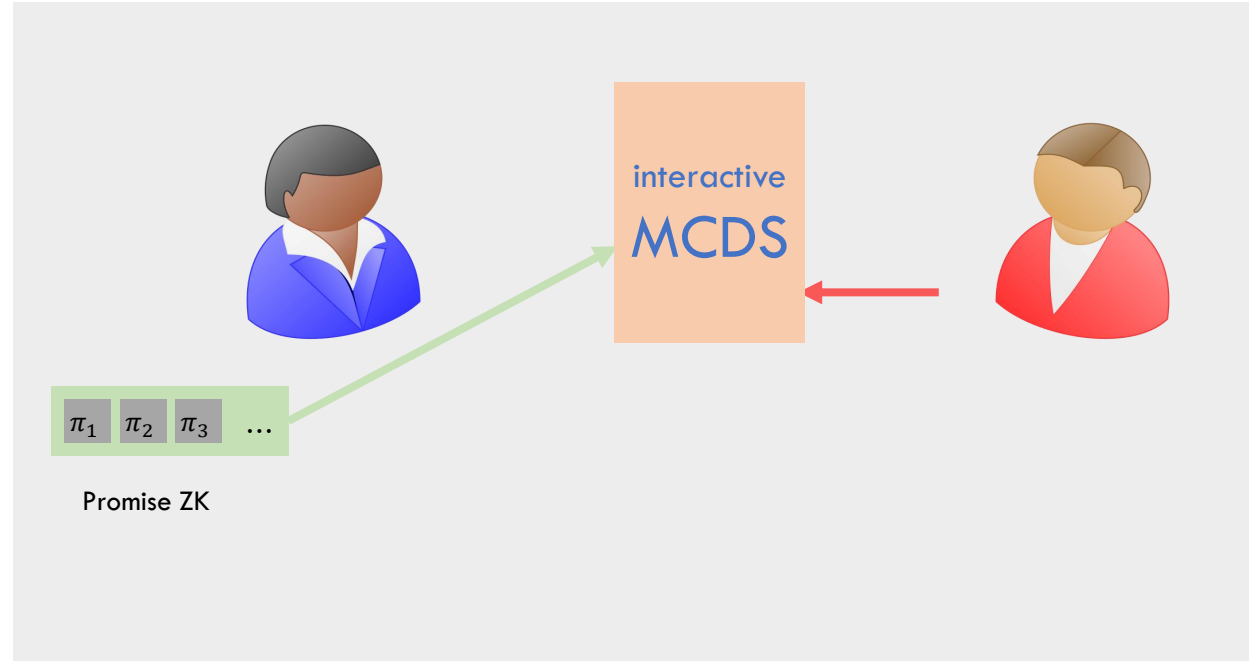 interactive
MCDS
π₁ π₂ π₃ ...
Promise ZK